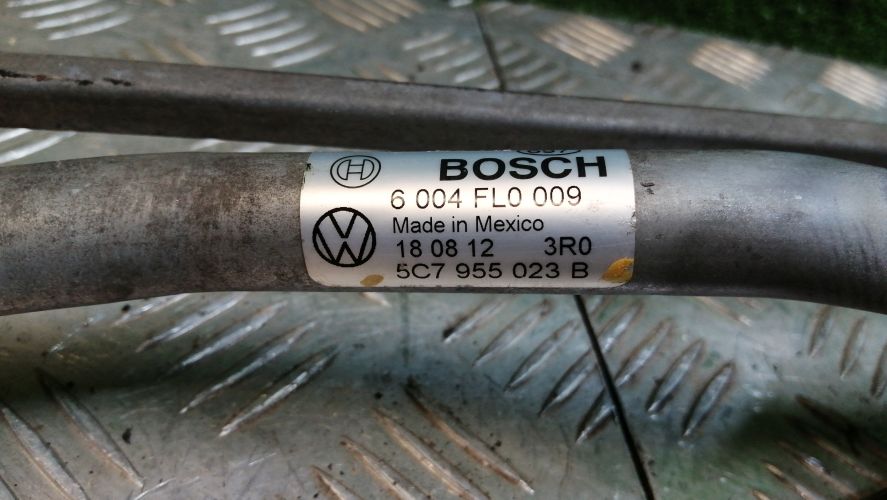 BOSCH
6 004 FL0 009
Made in Mexico
18 08 12 3R0
5C7 955 023 B